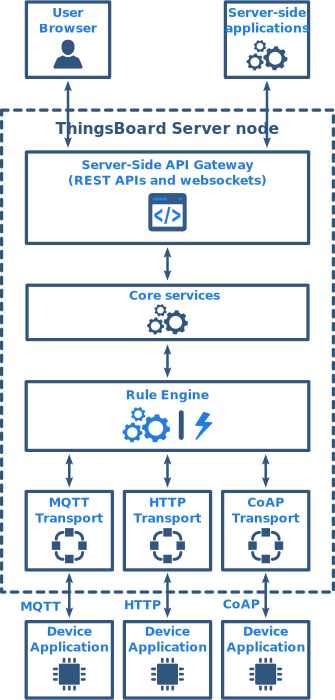 User
Browser
Server-side
applications
ThingsBoard Server node
Server-Side API Gateway
(REST APIs and websockets)
</>
Core services
Rule Engine
MQTT
Transport
HTTP
Transport
CoAP
Transport
MQTT
HTTP
CoAP
Device
Application
Device
Application
Device
Application